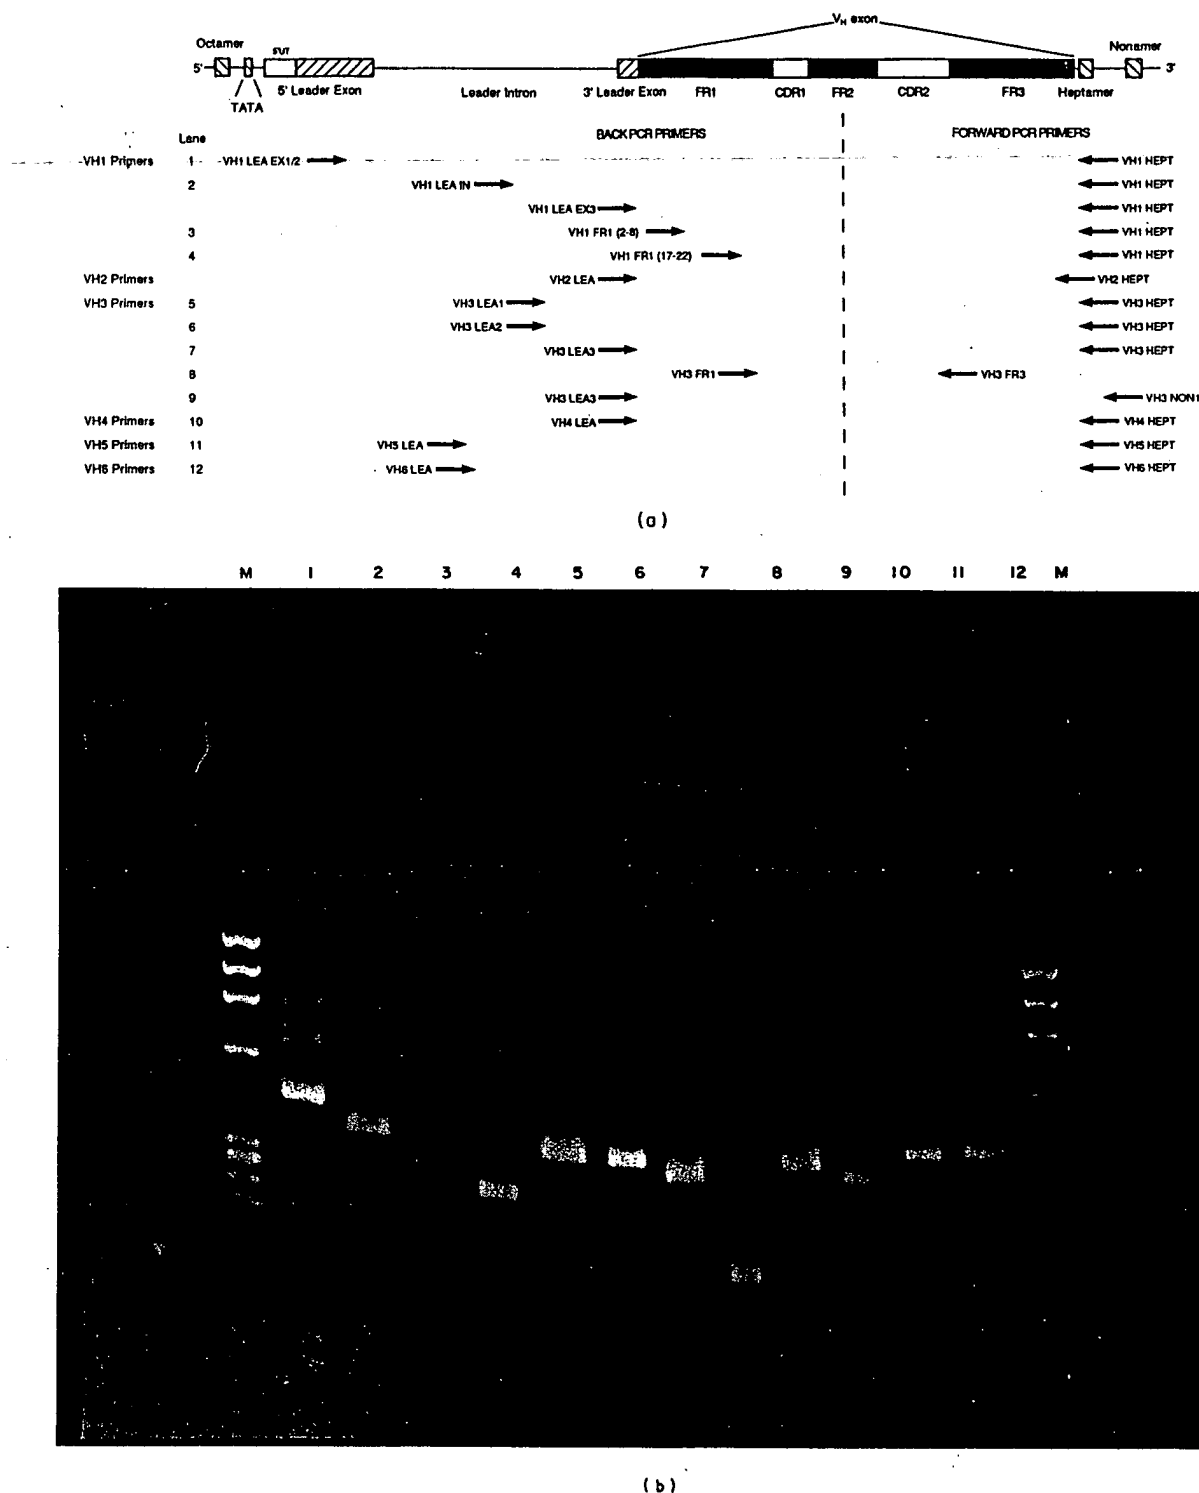 V_H exon
Octamer 5'UT Nonamer
5' 3'
TATA 5' Leader Exon Leader Intron 3' Leader Exon FR1 CDR1 FR2 CDR2 FR3 Heptamer
Lane BACK PCR PRIMERS FORWARD PCR PRIMERS
VH1 Primers 1 VH1 LEA EX1/2 VH1 HEPT
2 VH1 LEA IN VH1 HEPT
VH1 LEA EX3 VH1 HEPT
3 VH1 FR1 (2-8) VH1 HEPT
4 VH1 FR1 (17-22) VH1 HEPT
VH2 Primers VH2 LEA VH2 HEPT
VH3 Primers 5 VH3 LEA1 VH3 HEPT
6 VH3 LEA2 VH3 HEPT
7 VH3 LEA3 VH3 HEPT
8 VH3 FR1 VH3 FR3
9 VH3 LEA3 VH3 NON1
VH4 Primers 10 VH4 LEA VH4 HEPT
VH5 Primers 11 VH5 LEA VH5 HEPT
VH6 Primers 12 VH6 LEA VH6 HEPT
(a)
M 1 2 3 4 5 6 7 8 9 10 11 12 M
(b)